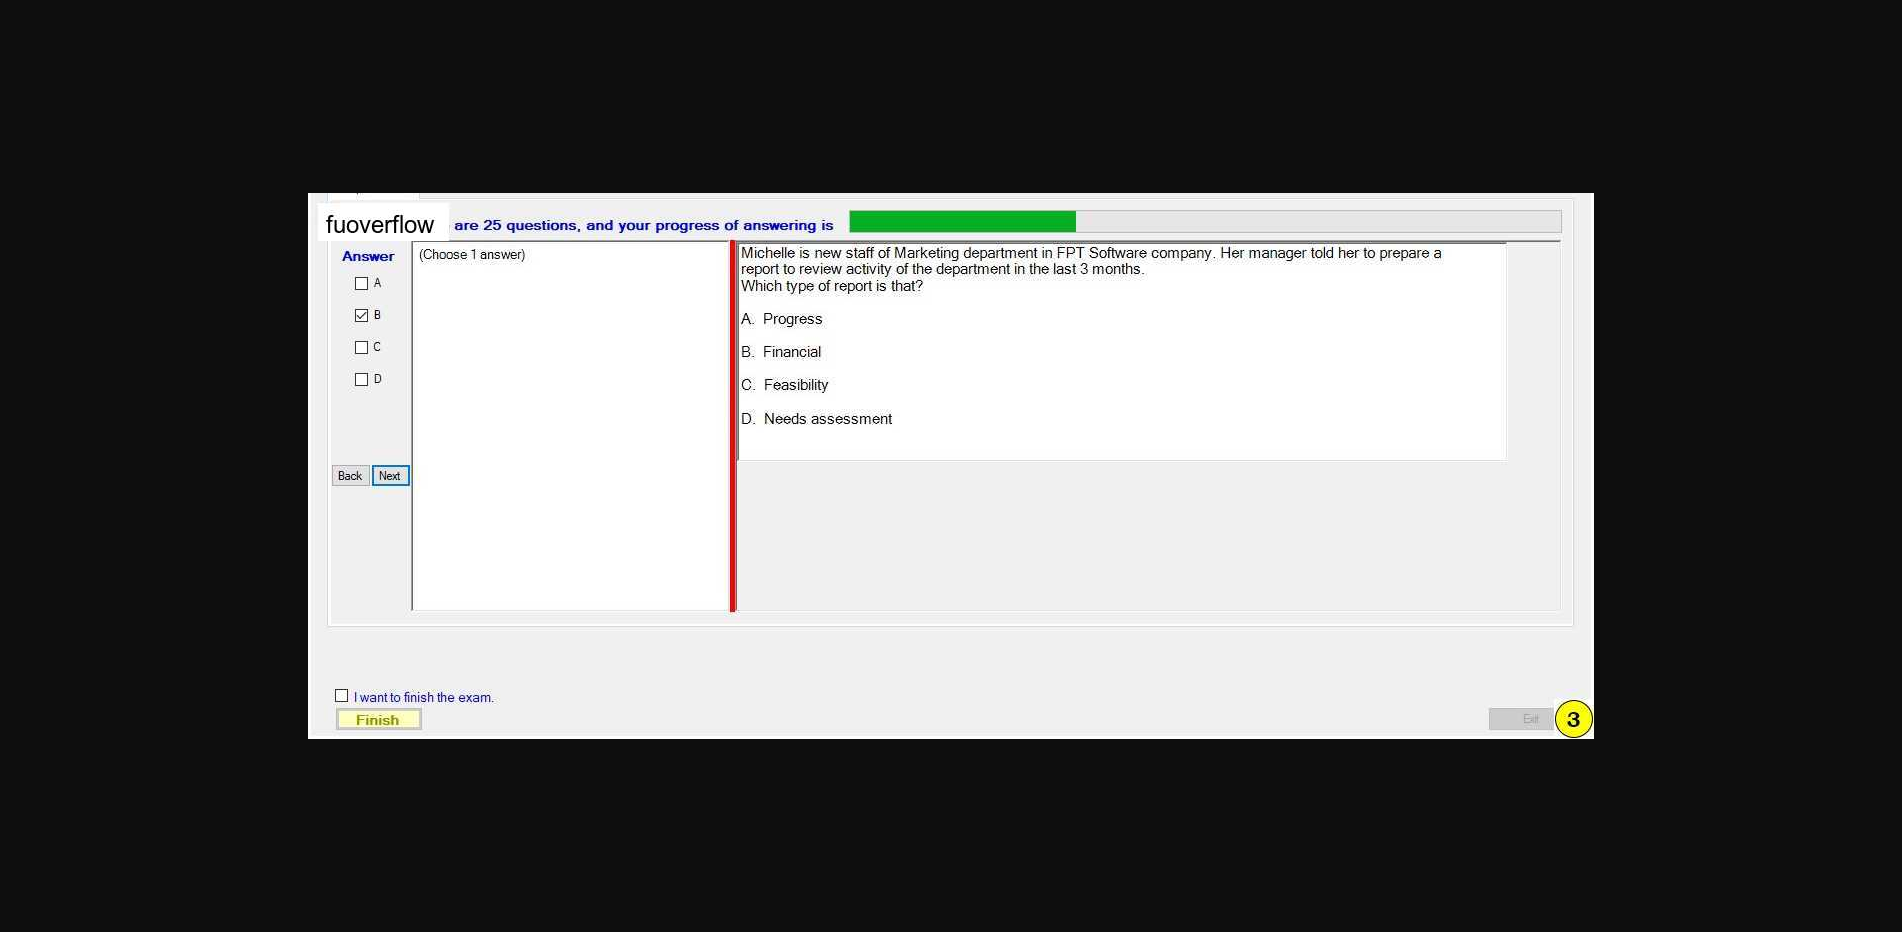 fuoverflow are 25 questions, and your progress of answering is
Answer
A
B
C
D
Back Next
(Choose 1 answer)
Michelle is new staff of Marketing department in FPT Software company. Her manager told her to prepare a
report to review activity of the department in the last 3 months.
Which type of report is that?
A. Progress
B. Financial
C. Feasibility
D. Needs assessment
I want to finish the exam.
Finish
Exit
3